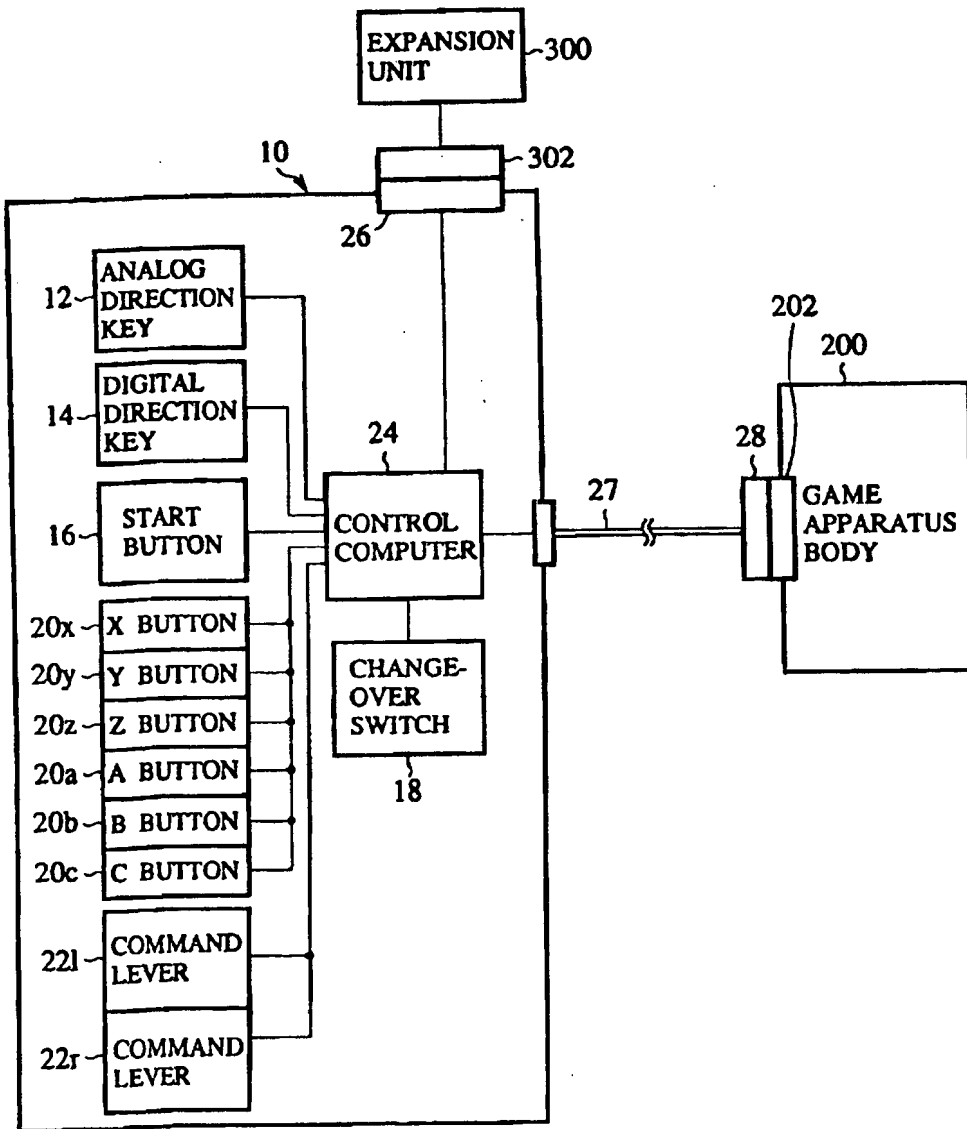 EXPANSION
UNIT
300
302
10
26
ANALOG
DIRECTION
KEY
12
DIGITAL
DIRECTION
KEY
14
START
BUTTON
16
24
CONTROL
COMPUTER
27
28
202
200
GAME
APPARATUS
BODY
CHANGE-
OVER
SWITCH
18
20x
X BUTTON
20y
Y BUTTON
20z
Z BUTTON
20a
A BUTTON
20b
B BUTTON
20c
C BUTTON
22l
COMMAND
LEVER
22r
COMMAND
LEVER